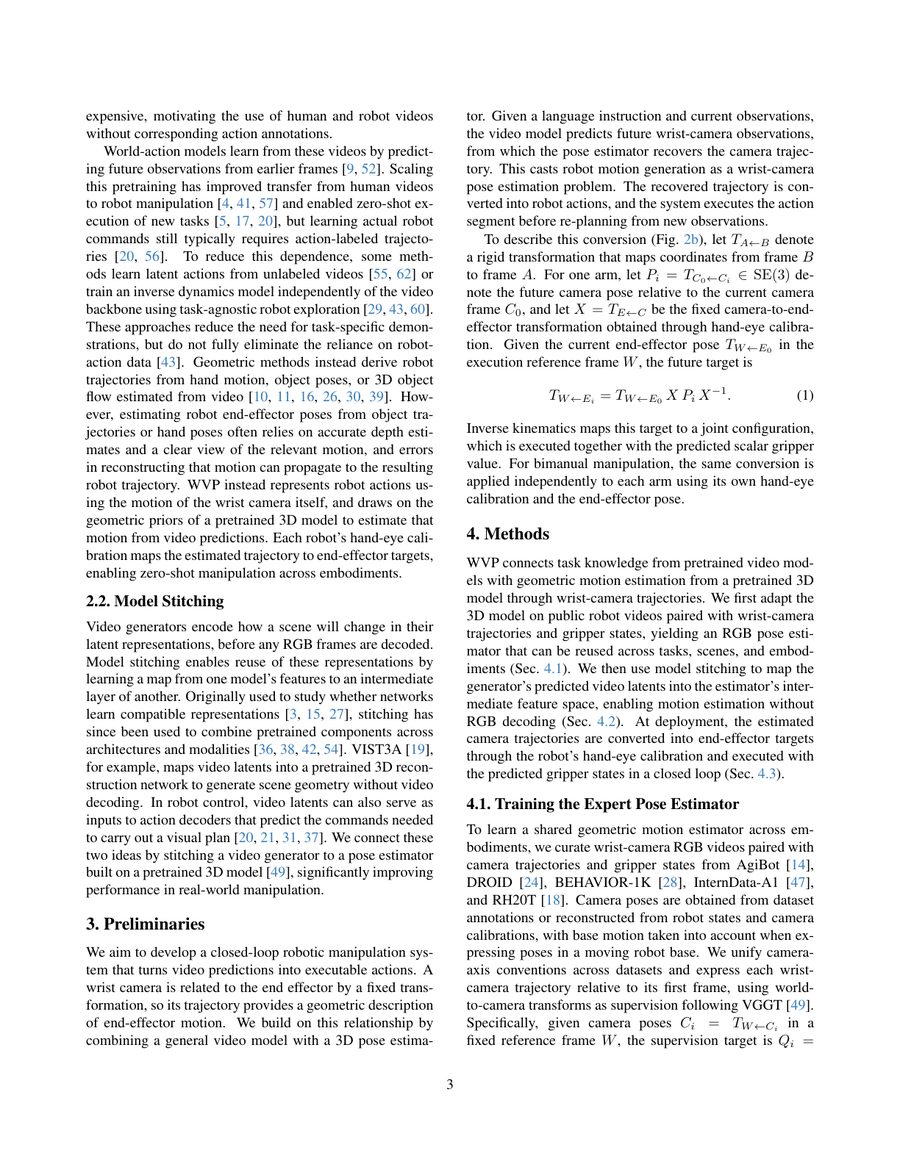 expensive, motivating the use of human and robot videos
without corresponding action annotations.
World-action models learn from these videos by predict-
ing future observations from earlier frames [9, 52]. Scaling
this pretraining has improved transfer from human videos
to robot manipulation [4, 41, 57] and enabled zero-shot ex-
ecution of new tasks [5, 17, 20], but learning actual robot
commands still typically requires action-labeled trajecto-
ries [20, 56]. To reduce this dependence, some meth-
ods learn latent actions from unlabeled videos [55, 62] or
train an inverse dynamics model independently of the video
backbone using task-agnostic robot exploration [29, 43, 60].
These approaches reduce the need for task-specific demon-
strations, but do not fully eliminate the reliance on robot-
action data [43]. Geometric methods instead derive robot
trajectories from hand motion, object poses, or 3D object
flow estimated from video [10, 11, 16, 26, 30, 39]. How-
ever, estimating robot end-effector poses from object tra-
jectories or hand poses often relies on accurate depth esti-
mates and a clear view of the relevant motion, and errors
in reconstructing that motion can propagate to the resulting
robot trajectory. WVP instead represents robot actions us-
ing the motion of the wrist camera itself, and draws on the
geometric priors of a pretrained 3D model to estimate that
motion from video predictions. Each robot's hand-eye cali-
bration maps the estimated trajectory to end-effector targets,
enabling zero-shot manipulation across embodiments.
2.2. Model Stitching
Video generators encode how a scene will change in their
latent representations, before any RGB frames are decoded.
Model stitching enables reuse of these representations by
learning a map from one model's features to an intermediate
layer of another. Originally used to study whether networks
learn compatible representations [3, 15, 27], stitching has
since been used to combine pretrained components across
architectures and modalities [36, 38, 42, 54]. VIST3A [19],
for example, maps video latents into a pretrained 3D recon-
struction network to generate scene geometry without video
decoding. In robot control, video latents can also serve as
inputs to action decoders that predict the commands needed
to carry out a visual plan [20, 21, 31, 37]. We connect these
two ideas by stitching a video generator to a pose estimator
built on a pretrained 3D model [49], significantly improving
performance in real-world manipulation.
3. Preliminaries
We aim to develop a closed-loop robotic manipulation sys-
tem that turns video predictions into executable actions. A
wrist camera is related to the end effector by a fixed trans-
formation, so its trajectory provides a geometric description
of end-effector motion. We build on this relationship by
combining a general video model with a 3D pose estima-
tor. Given a language instruction and current observations,
the video model predicts future wrist-camera observations,
from which the pose estimator recovers the camera trajec-
tory. This casts robot motion generation as a wrist-camera
pose estimation problem. The recovered trajectory is con-
verted into robot actions, and the system executes the action
segment before re-planning from new observations.
To describe this conversion (Fig. 2b), let T_{A←B} denote
a rigid transformation that maps coordinates from frame B
to frame A. For one arm, let P_i = T_{C_0←C_i} ∈ SE(3) de-
note the future camera pose relative to the current camera
frame C_0, and let X = T_{E←C} be the fixed camera-to-end-
effector transformation obtained through hand-eye calibra-
tion. Given the current end-effector pose T_{W←E_0} in the
execution reference frame W, the future target is
T_{W←E_i} = T_{W←E_0} X P_i X^{-1}. (1)
Inverse kinematics maps this target to a joint configuration,
which is executed together with the predicted scalar gripper
value. For bimanual manipulation, the same conversion is
applied independently to each arm using its own hand-eye
calibration and the end-effector pose.
4. Methods
WVP connects task knowledge from pretrained video mod-
els with geometric motion estimation from a pretrained 3D
model through wrist-camera trajectories. We first adapt the
3D model on public robot videos paired with wrist-camera
trajectories and gripper states, yielding an RGB pose esti-
mator that can be reused across tasks, scenes, and embod-
iments (Sec. 4.1). We then use model stitching to map the
generator's predicted video latents into the estimator's inter-
mediate feature space, enabling motion estimation without
RGB decoding (Sec. 4.2). At deployment, the estimated
camera trajectories are converted into end-effector targets
through the robot's hand-eye calibration and executed with
the predicted gripper states in a closed loop (Sec. 4.3).
4.1. Training the Expert Pose Estimator
To learn a shared geometric motion estimator across em-
bodiments, we curate wrist-camera RGB videos paired with
camera trajectories and gripper states from AgiBot [14],
DROID [24], BEHAVIOR-1K [28], InternData-A1 [47],
and RH20T [18]. Camera poses are obtained from dataset
annotations or reconstructed from robot states and camera
calibrations, with base motion taken into account when ex-
pressing poses in a moving robot base. We unify camera-
axis conventions across datasets and express each wrist-
camera trajectory relative to its first frame, using world-
to-camera transforms as supervision following VGGT [49].
Specifically, given camera poses C_i = T_{W←C_i} in a
fixed reference frame W, the supervision target is Q_i =
3